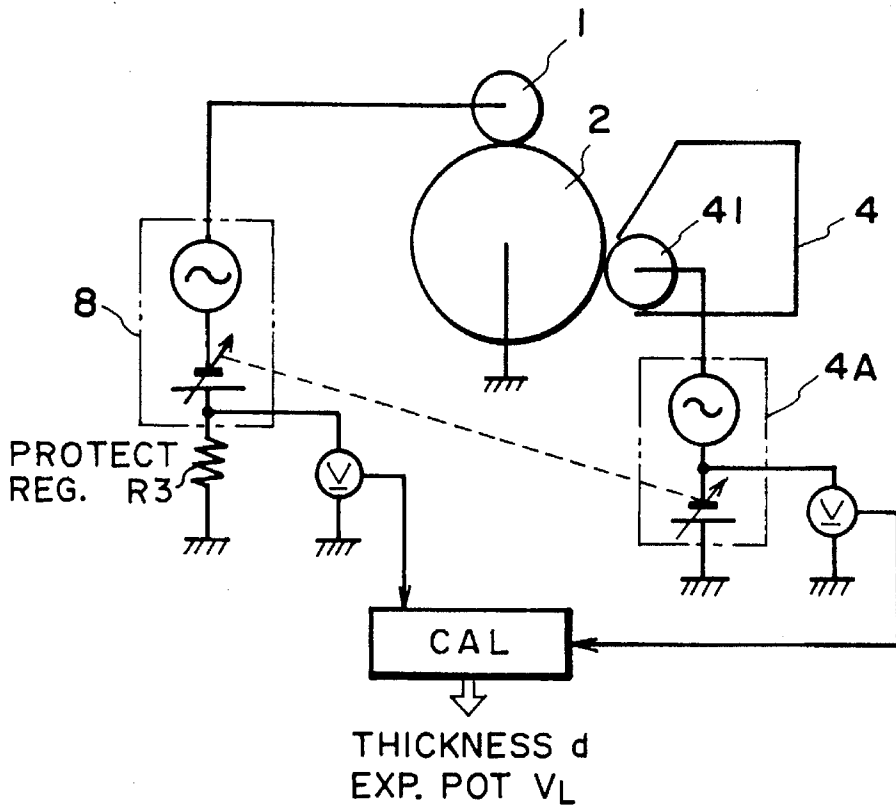 1
2
41
4
8
4A
PROTECT
REG. R3
V
V
CAL
THICKNESS d
EXP. POT VL